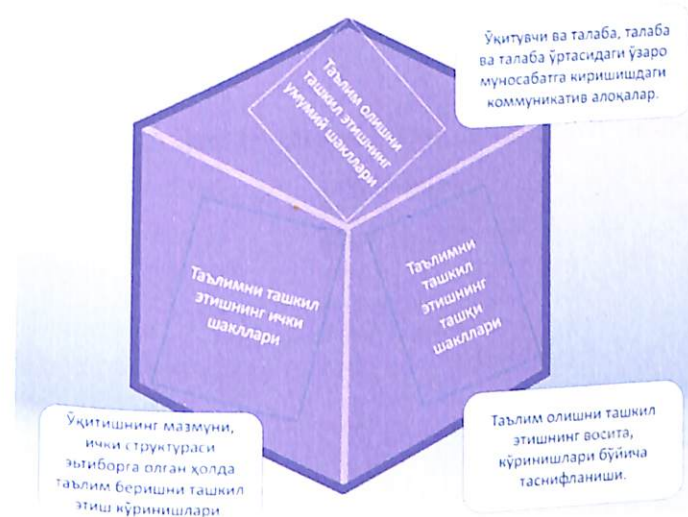 Ўқитувчи ва талаба, талаба
ва талаба ўртасидаги ўзаро
муносабатга киришишдаги
коммуникатив алоқалар.
Таълим олишни
ташкил этишнинг
умумий шакллари
Таълимни ташкил
этишнинг ички
шакллари
Таълимни
ташкил
этишнинг
ташқи
шакллари
Ўқитишнинг мазмуни,
ички структураси
эътиборга олган ҳолда
таълим беришни ташкил
этиш кўринишлари
Таълим олишни ташкил
этишнинг восита,
кўринишлари бўйича
таснифланиши.